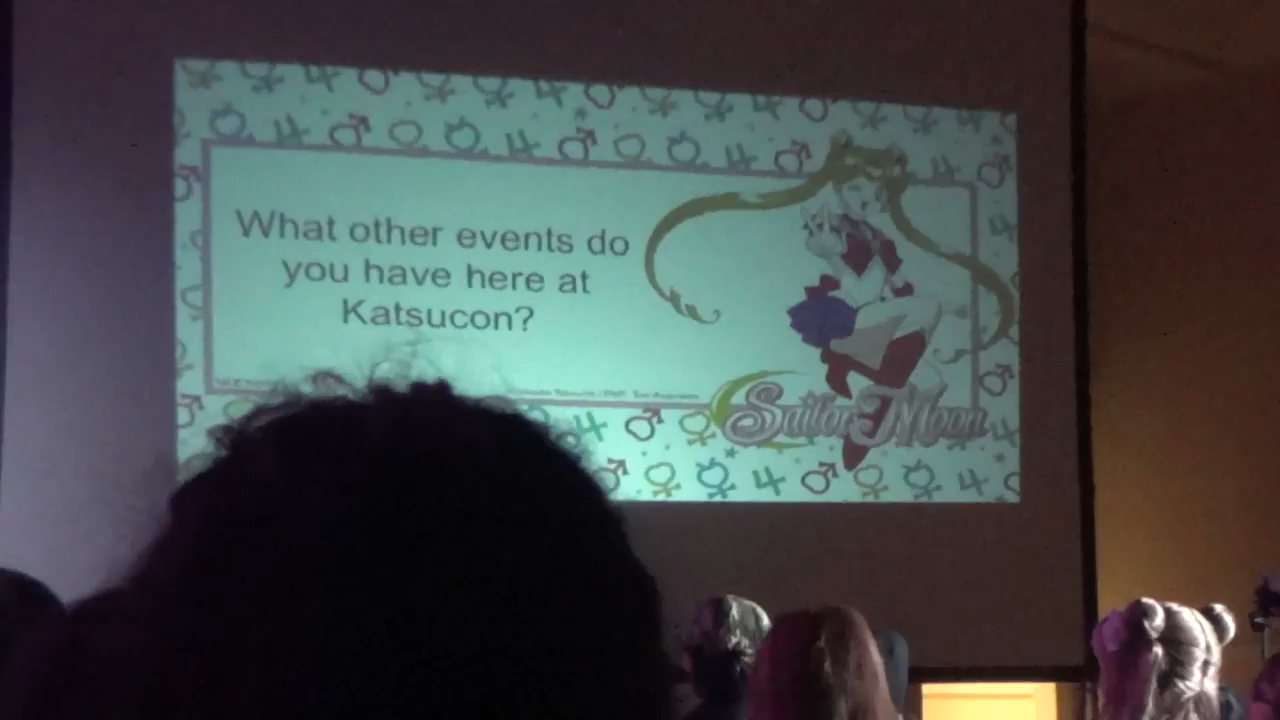 What other events do
you have here at
Katsucon?
Sailor Moon